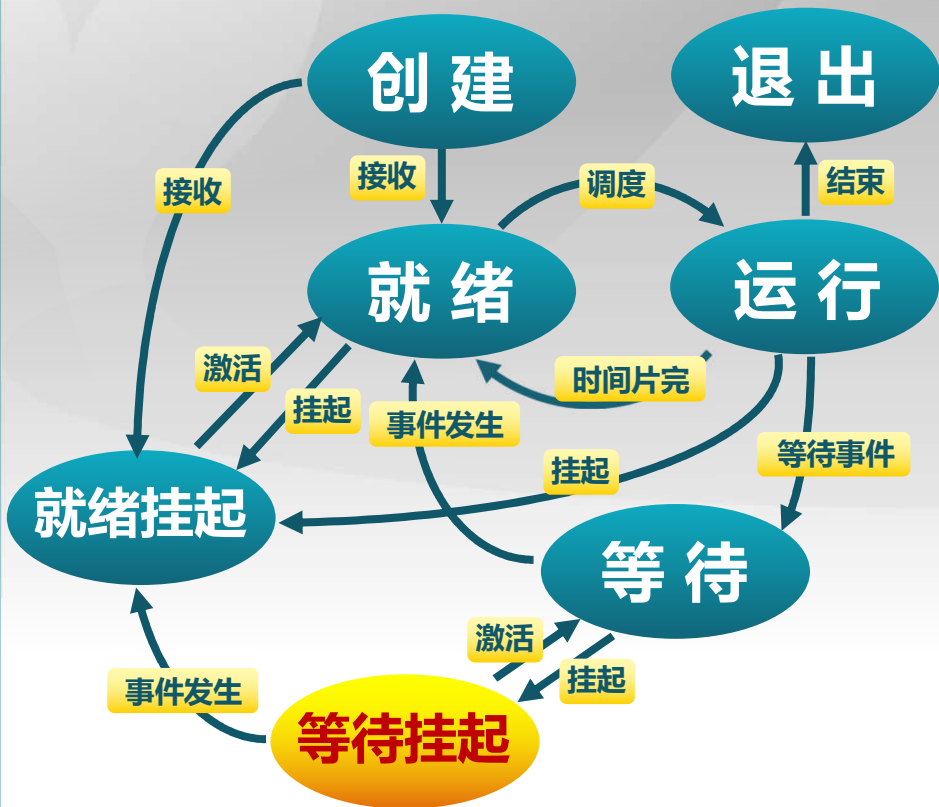 创 建
退 出
接收
接收
调度
结束
就 绪
运 行
激活
挂起
时间片完
事件发生
挂起
等待事件
就绪挂起
等 待
激活
挂起
事件发生
等待挂起